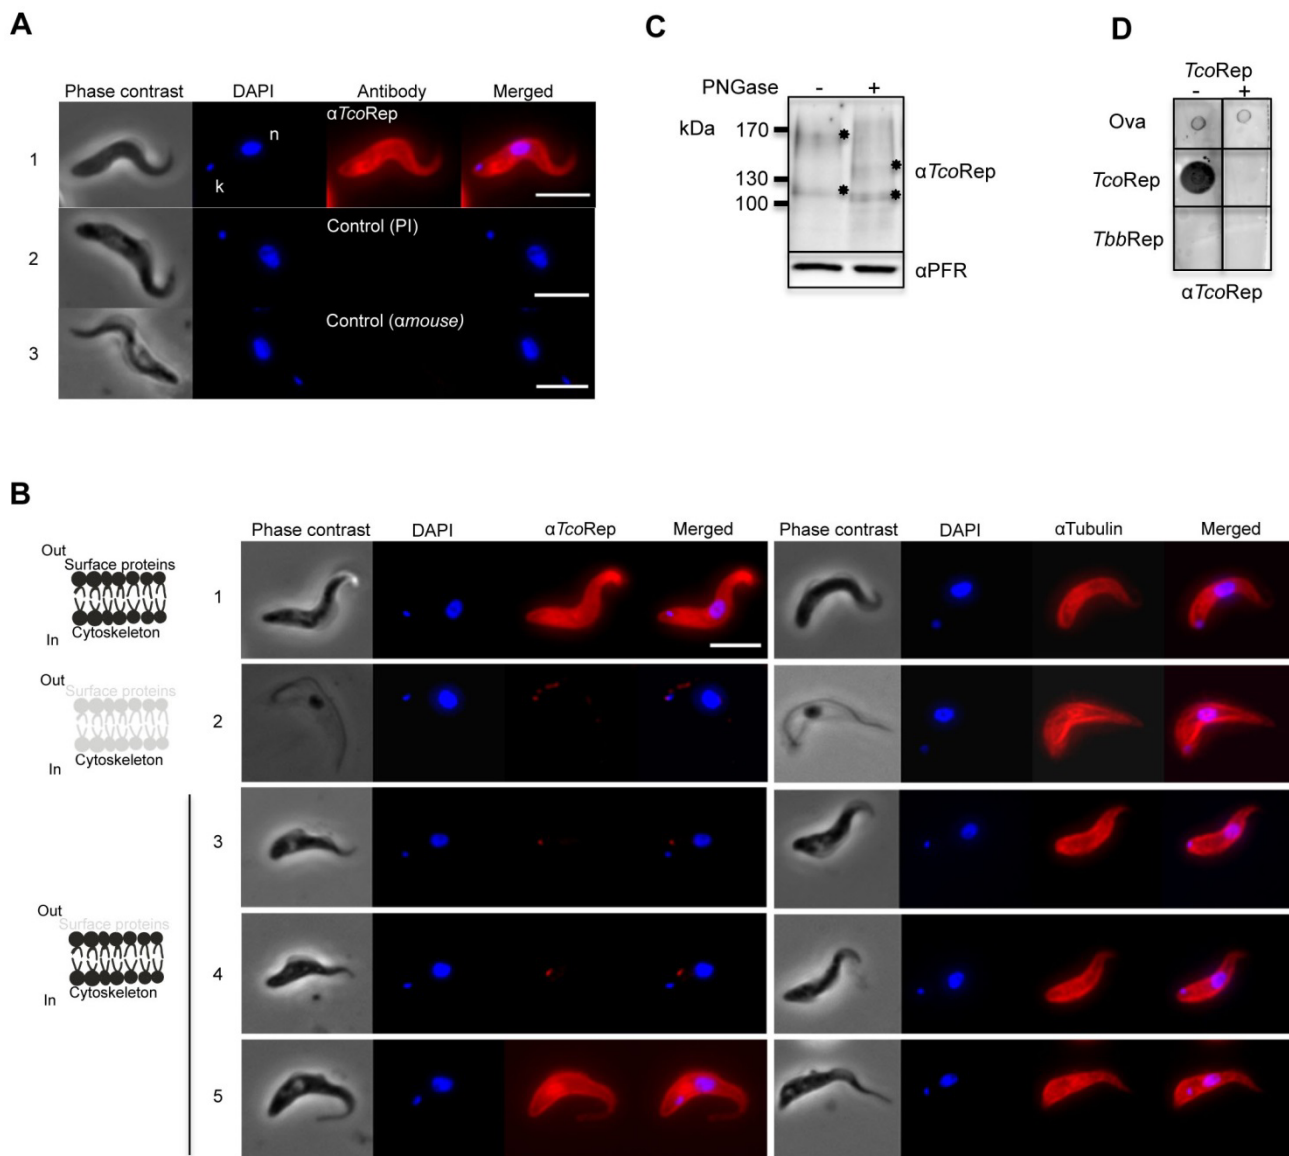 A
Phase contrast DAPI Antibody Merged
1 αTcoRep n k
2 Control (PI)
3 Control (αmouse)
C
PNGase - +
kDa
170
130
100
αTcoRep
αPFR
D
TcoRep
- +
Ova
TcoRep
TbbRep
αTcoRep
B
Phase contrast DAPI αTcoRep Merged Phase contrast DAPI αTubulin Merged
Out
Surface proteins
In
Cytoskeleton
1
Out
Surface proteins
Cytoskeleton
In
2
3
Out
Surface proteins
In
Cytoskeleton
4
5